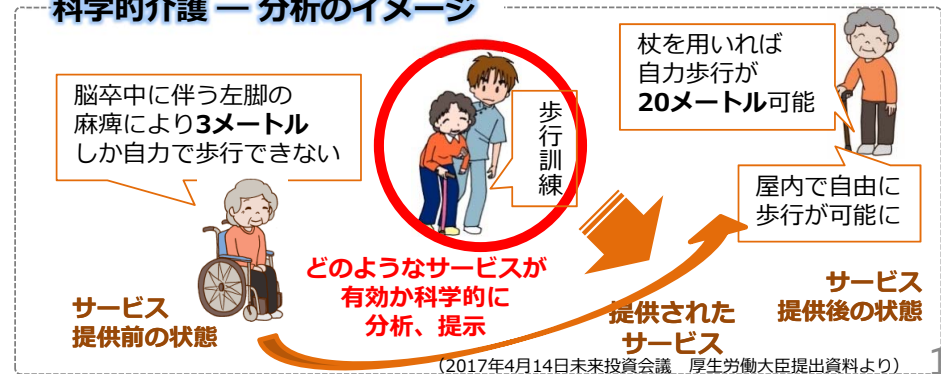 科学的介護 ― 分析のイメージ
脳卒中に伴う左脚の
麻痺により3メートル
しか自力で歩行できない
歩行訓練
杖を用いれば
自力歩行が
20メートル可能
屋内で自由に
歩行が可能に
どのようなサービスが
有効か科学的に
分析、提示
サービス
提供前の状態
提供された
サービス
サービス
提供後の状態
(2017年4月14日未来投資会議 厚生労働大臣提出資料より)
1